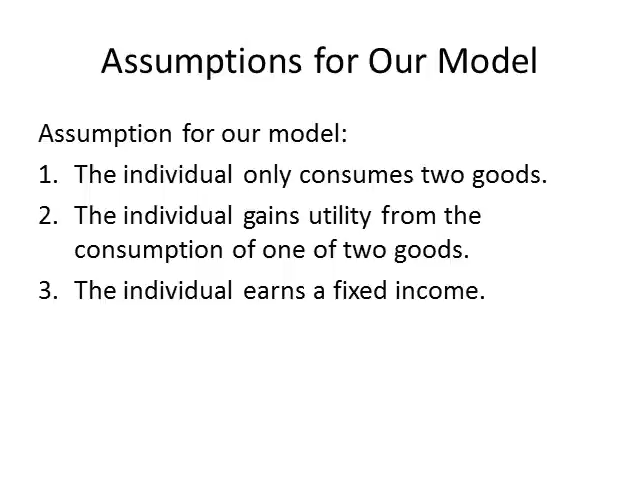 Assumptions for Our Model
Assumption for our model:
1. The individual only consumes two goods.
2. The individual gains utility from the
consumption of one of two goods.
3. The individual earns a fixed income.